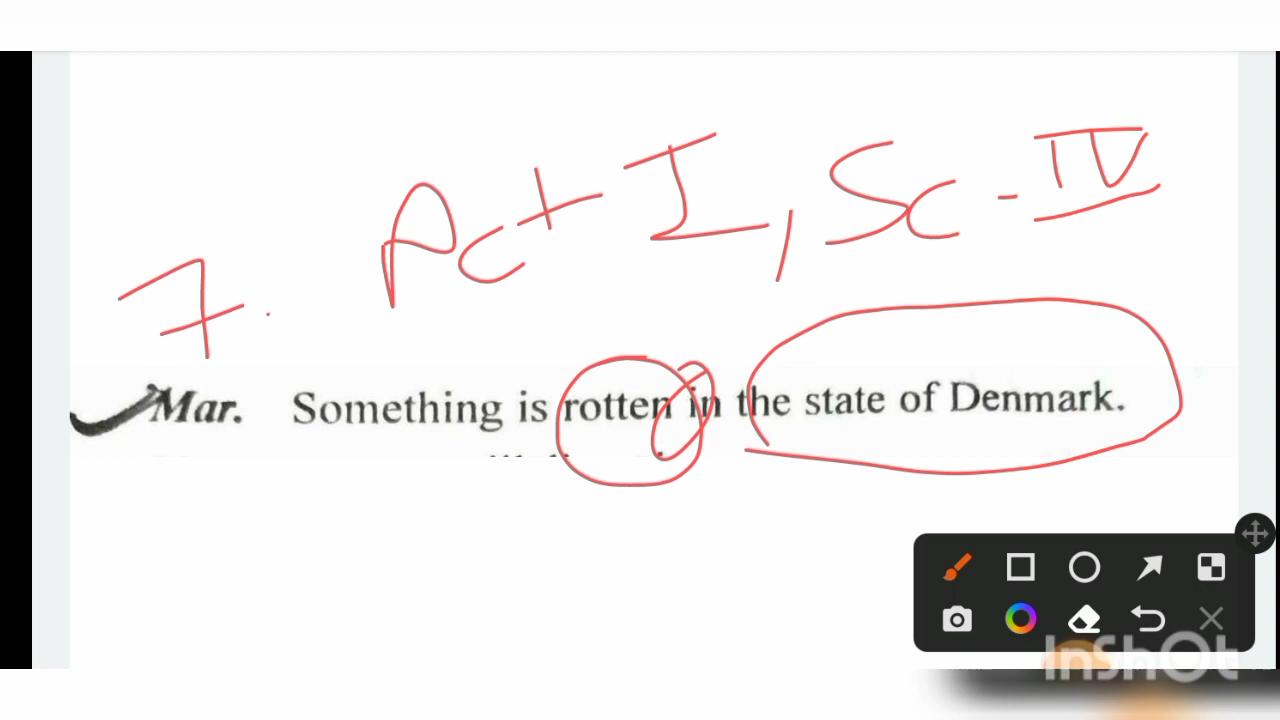 Act I, Sc - IV
7.
Mar. Something is rotten in the state of Denmark.
InShOt